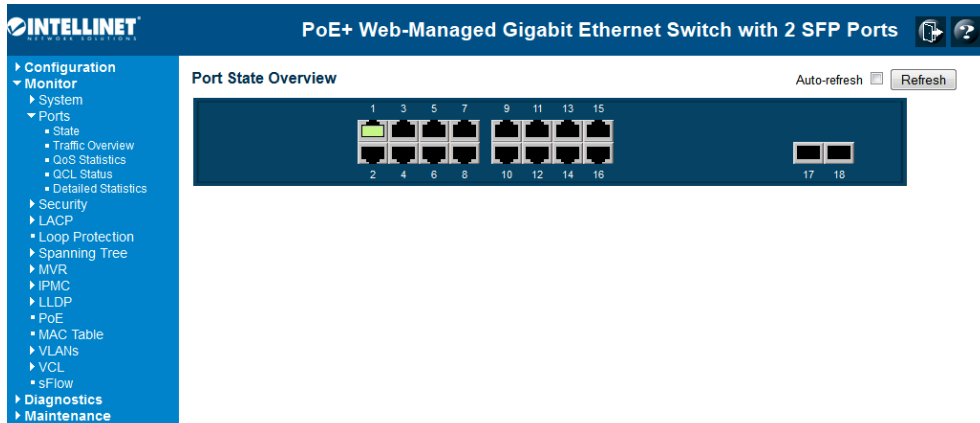 INTELLINET
NETWORK SOLUTIONS
PoE+ Web-Managed Gigabit Ethernet Switch with 2 SFP Ports
?
Configuration
Monitor
System
Ports
State
Traffic Overview
QoS Statistics
QCL Status
Detailed Statistics
Security
LACP
Loop Protection
Spanning Tree
MVR
IPMC
LLDP
PoE
MAC Table
VLANs
VCL
sFlow
Diagnostics
Maintenance
Port State Overview
Auto-refresh Refresh
1 3 5 7 9 11 13 15
2 4 6 8 10 12 14 16 17 18